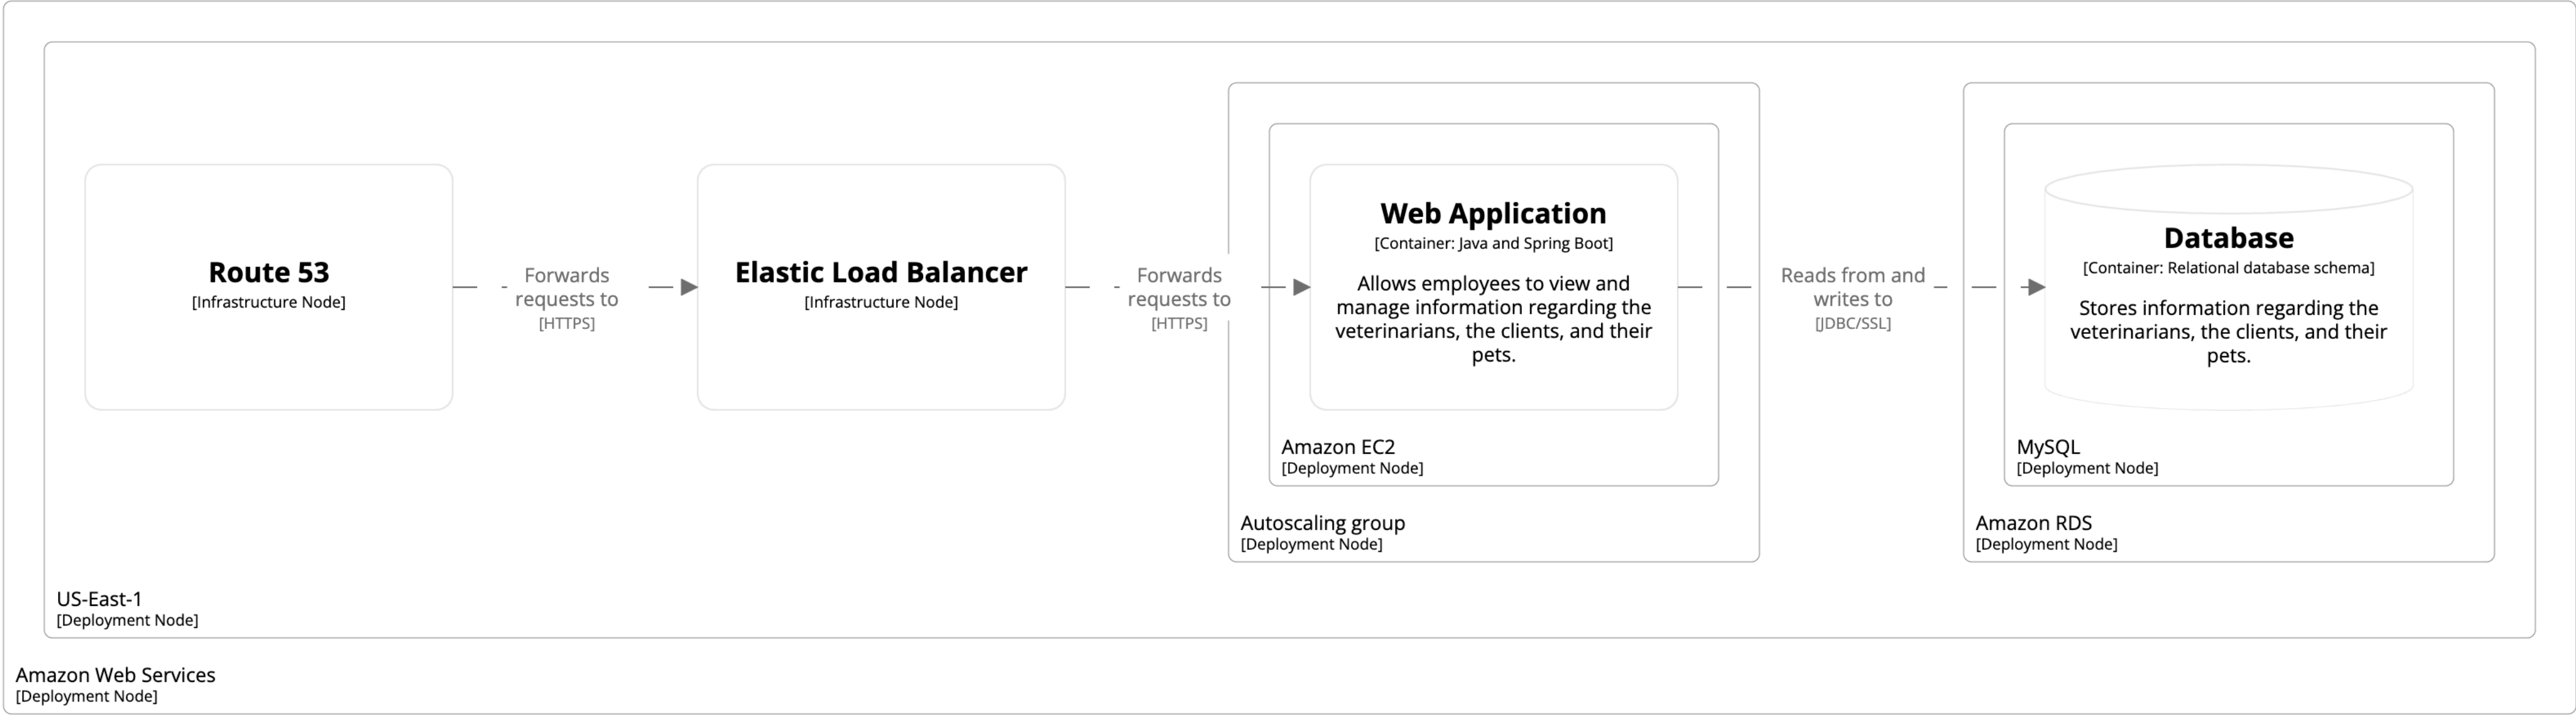 Route 53
[Infrastructure Node]
Forwards
requests to
[HTTPS]
Elastic Load Balancer
[Infrastructure Node]
Forwards
requests to
[HTTPS]
Web Application
[Container: Java and Spring Boot]
Allows employees to view and
manage information regarding the
veterinarians, the clients, and their
pets.
Amazon EC2
[Deployment Node]
Autoscaling group
[Deployment Node]
Reads from and
writes to
[JDBC/SSL]
Database
[Container: Relational database schema]
Stores information regarding the
veterinarians, the clients, and their
pets.
MySQL
[Deployment Node]
Amazon RDS
[Deployment Node]
US-East-1
[Deployment Node]
Amazon Web Services
[Deployment Node]